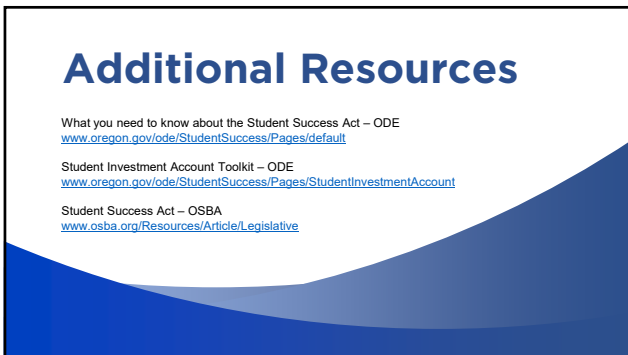 Additional Resources
What you need to know about the Student Success Act – ODE
www.oregon.gov/ode/StudentSuccess/Pages/default
Student Investment Account Toolkit – ODE
www.oregon.gov/ode/StudentSuccess/Pages/StudentInvestmentAccount
Student Success Act – OSBA
www.osba.org/Resources/Article/Legislative